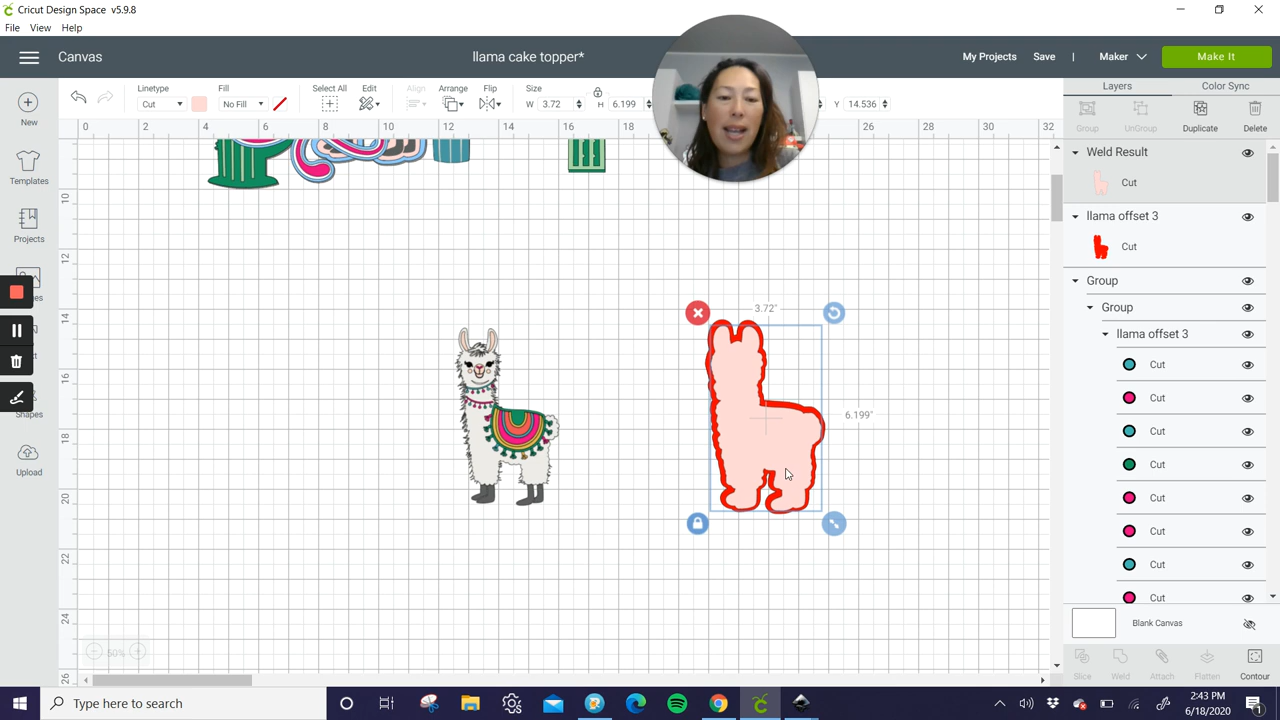 Cricut Design Space v5.9.8
File View Help
Canvas
llama cake topper*
My Projects Save | Maker Make It
Linetype
Cut
Fill
No Fill
Select All
Edit
Align
Arrange
Flip
Size
W 3.72
H 6.199
Y 14.536
Layers Color Sync
Group UnGroup Duplicate Delete
New
Templates
Projects
Shapes
Upload
0 2 4 6 8 10 12 14 16 18 26 28 30 32
10
12
14
16
18
20
22
24
26
3.72"
6.199"
50%
Weld Result
Cut
llama offset 3
Cut
Group
Group
llama offset 3
Cut
Cut
Cut
Cut
Cut
Cut
Cut
Cut
Blank Canvas
Slice Weld Attach Flatten Contour
Type here to search
2:43 PM
6/18/2020